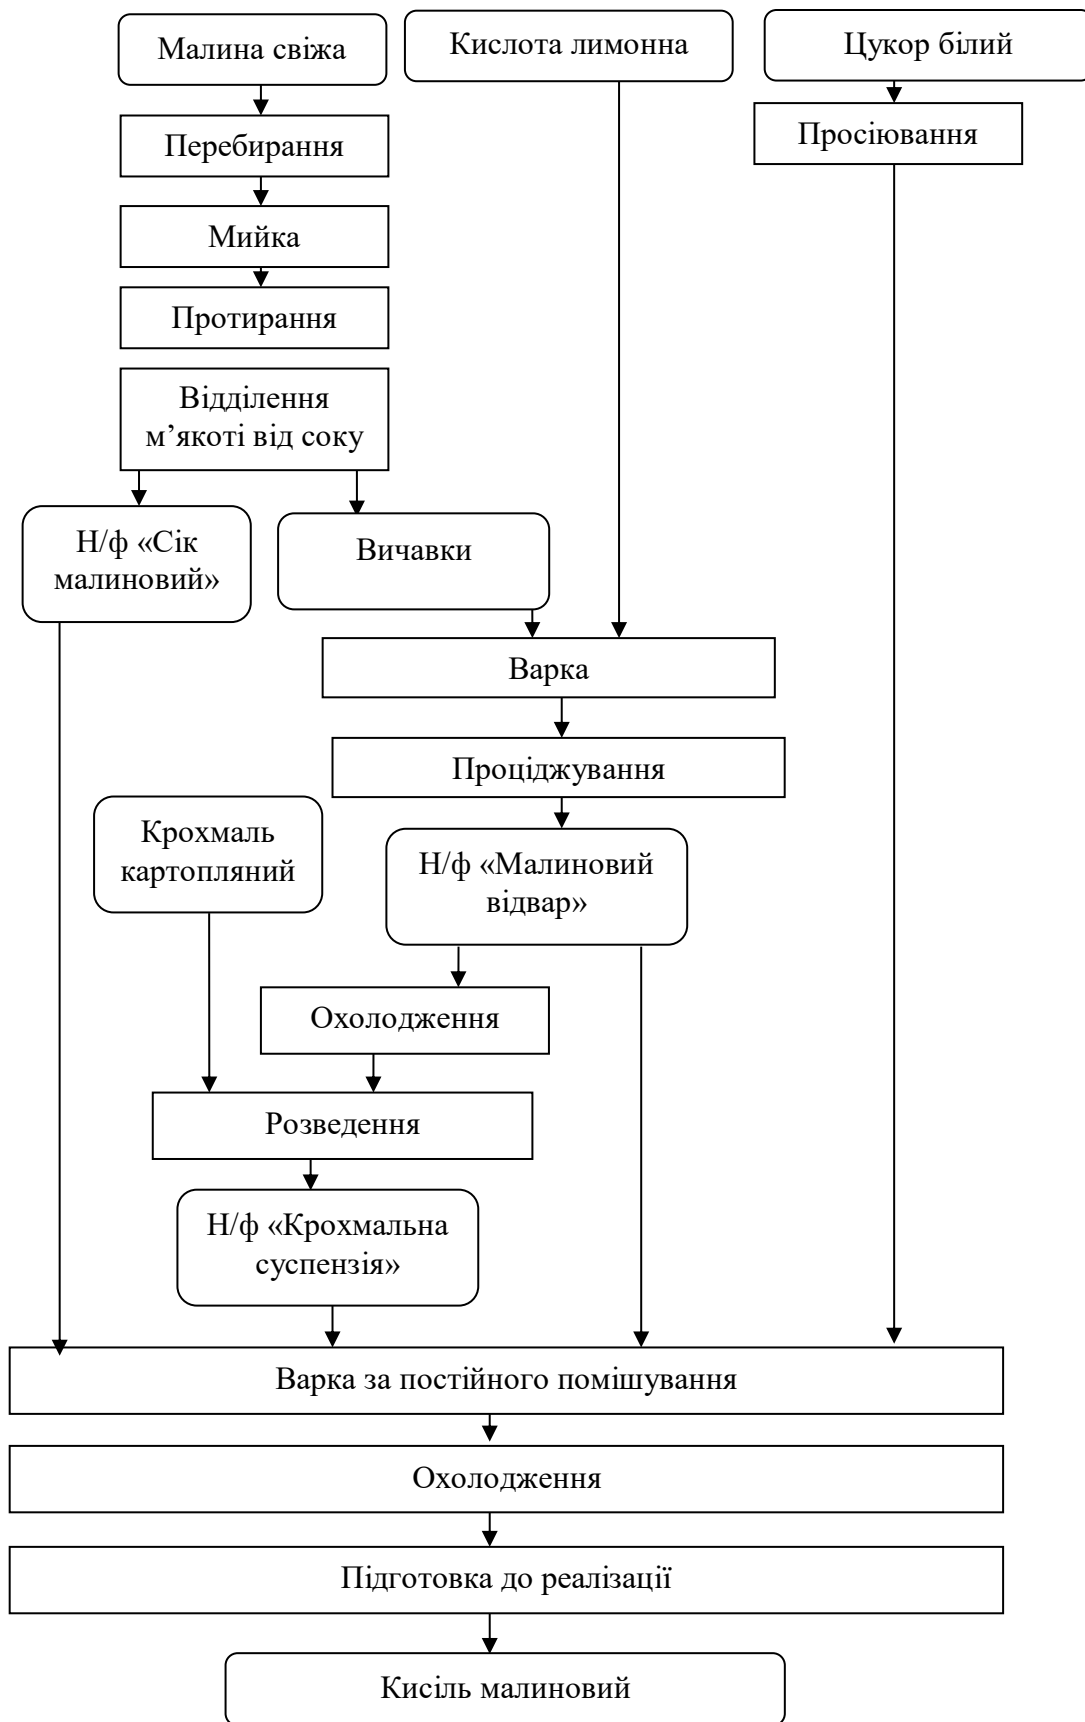 Малина свіжа
Кислота лимонна
Цукор білий
Перебирання
Просіювання
Мийка
Протирання
Відділення
м’якоті від соку
Н/ф «Сік
малиновий»
Вичавки
Варка
Проціджування
Крохмаль
картопляний
Н/ф «Малиновий
відвар»
Охолодження
Розведення
Н/ф «Крохмальна
суспензія»
Варка за постійного помішування
Охолодження
Підготовка до реалізації
Кисіль малиновий